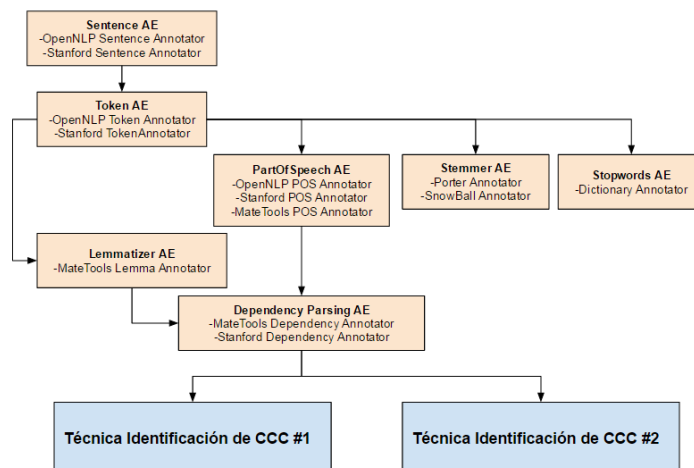 Sentence AE
-OpenNLP Sentence Annotator
-Stanford Sentence Annotator
Token AE
-OpenNLP Token Annotator
-Stanford TokenAnnotator
PartOfSpeech AE
-OpenNLP POS Annotator
-Stanford POS Annotator
-MateTools POS Annotator
Stemmer AE
-Porter Annotator
-SnowBall Annotator
Stopwords AE
-Dictionary Annotator
Lemmatizer AE
-MateTools Lemma Annotator
Dependency Parsing AE
-MateTools Dependency Annotator
-Stanford Dependency Annotator
Técnica Identificación de CCC #1
Técnica Identificación de CCC #2